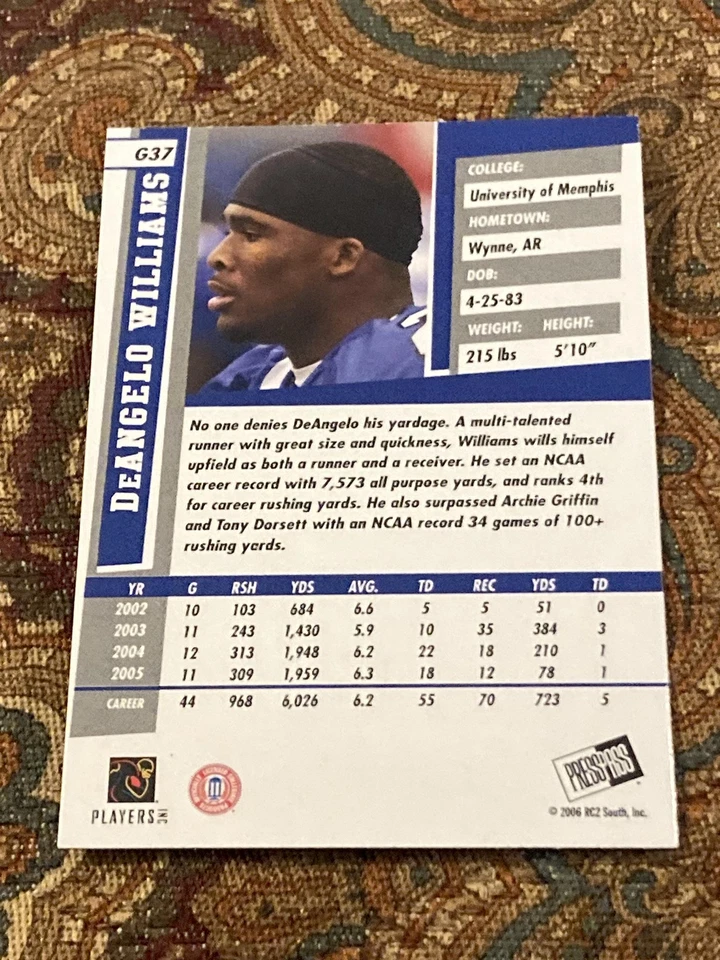 G37
DeANGELO WILLIAMS
COLLEGE:
University of Memphis
HOMETOWN:
Wynne, AR
DOB:
4-25-83
WEIGHT: HEIGHT:
215 lbs 5'10"
No one denies DeAngelo his yardage. A multi-talented
runner with great size and quickness, Williams wills himself
upfield as both a runner and a receiver. He set an NCAA
career record with 7,573 all purpose yards, and ranks 4th
for career rushing yards. He also surpassed Archie Griffin
and Tony Dorsett with an NCAA record 34 games of 100+
rushing yards.
YR G RSH YDS AVG. TD REC YDS TD
2002 10 103 684 6.6 5 5 51 0
2003 11 243 1,430 5.9 10 35 384 3
2004 12 313 1,948 6.2 22 18 210 1
2005 11 309 1,959 6.3 18 12 78 1
CAREER 44 968 6,026 6.2 55 70 723 5
PLAYERS INC
PRESS PASS
© 2006 RC2 South, Inc.